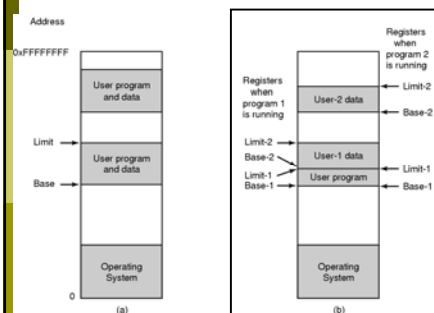 Address
0xFFFFFFFF
User program
and data
Limit
User program
and data
Base
Operating
System
0
(a)
Registers
when
program 2
is running
Registers
when
program 1
is running
Limit-2
User-2 data
Base-2
Limit-2
User-1 data
Base-2
Limit-1
Limit-1
User program
Base-1
Base-1
Operating
System
(b)